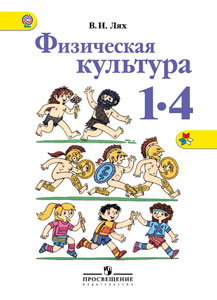 В. И. Лях
Физическая
культура
1•4
ПРОСВЕЩЕНИЕ
ИЗДАТЕЛЬСТВО